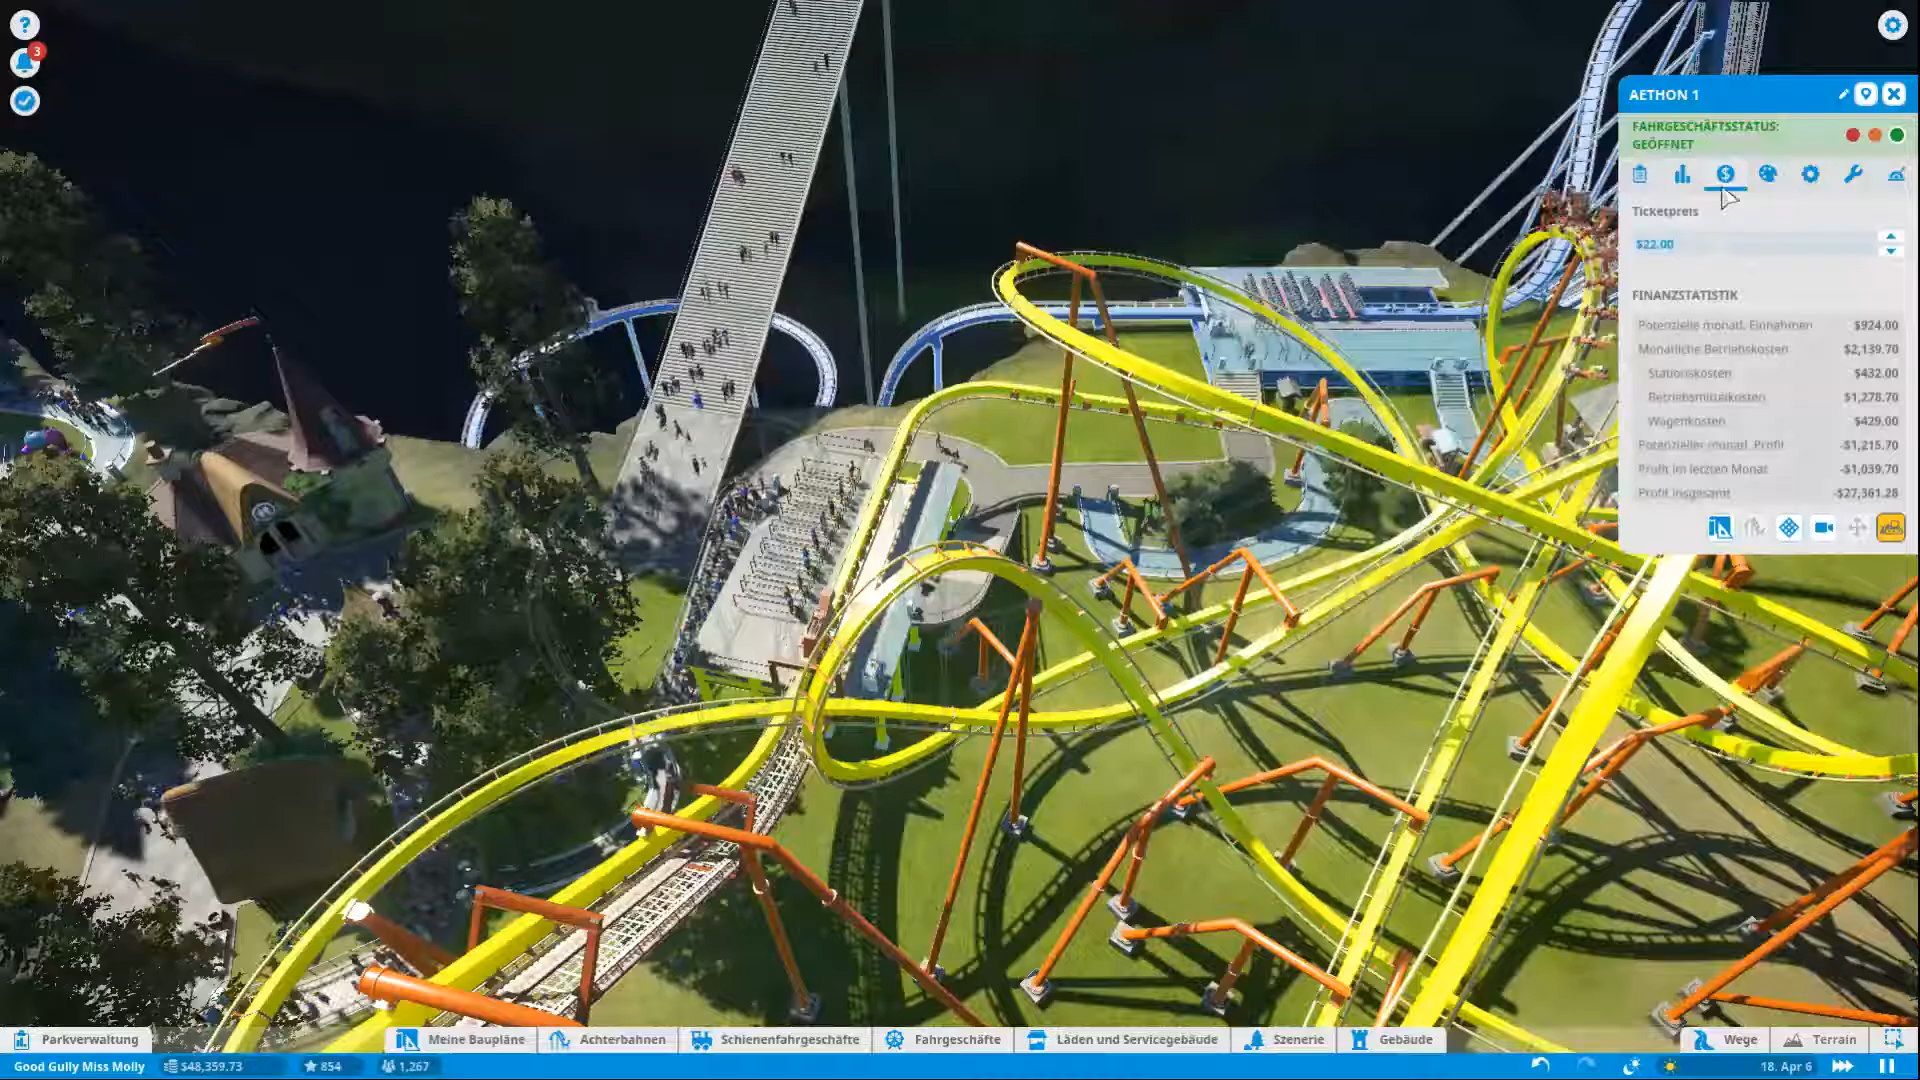 ?
3
AETHON 1
FAHRGESCHÄFTSSTATUS:
GEÖFFNET
Ticketpreis
$22.00
FINANZSTATISTIK
Potenzielle monatl. Einnahmen $924.00
Monatliche Betriebskosten $2,139.70
Stationskosten $432.00
Betriebsmittelkosten $1,278.70
Wagenkosten $429.00
Potenzieller monatl. Profit -$1,215.70
Profit im letzten Monat -$1,039.70
Profit insgesamt -$27,361.28
Parkverwaltung Meine Baupläne Achterbahnen Schienenfahrgeschäfte Fahrgeschäfte Läden und Servicegebäude Szenerie Gebäude Wege Terrain
Good Gully Miss Molly $48,359.73 854 1,267 18. Apr 6